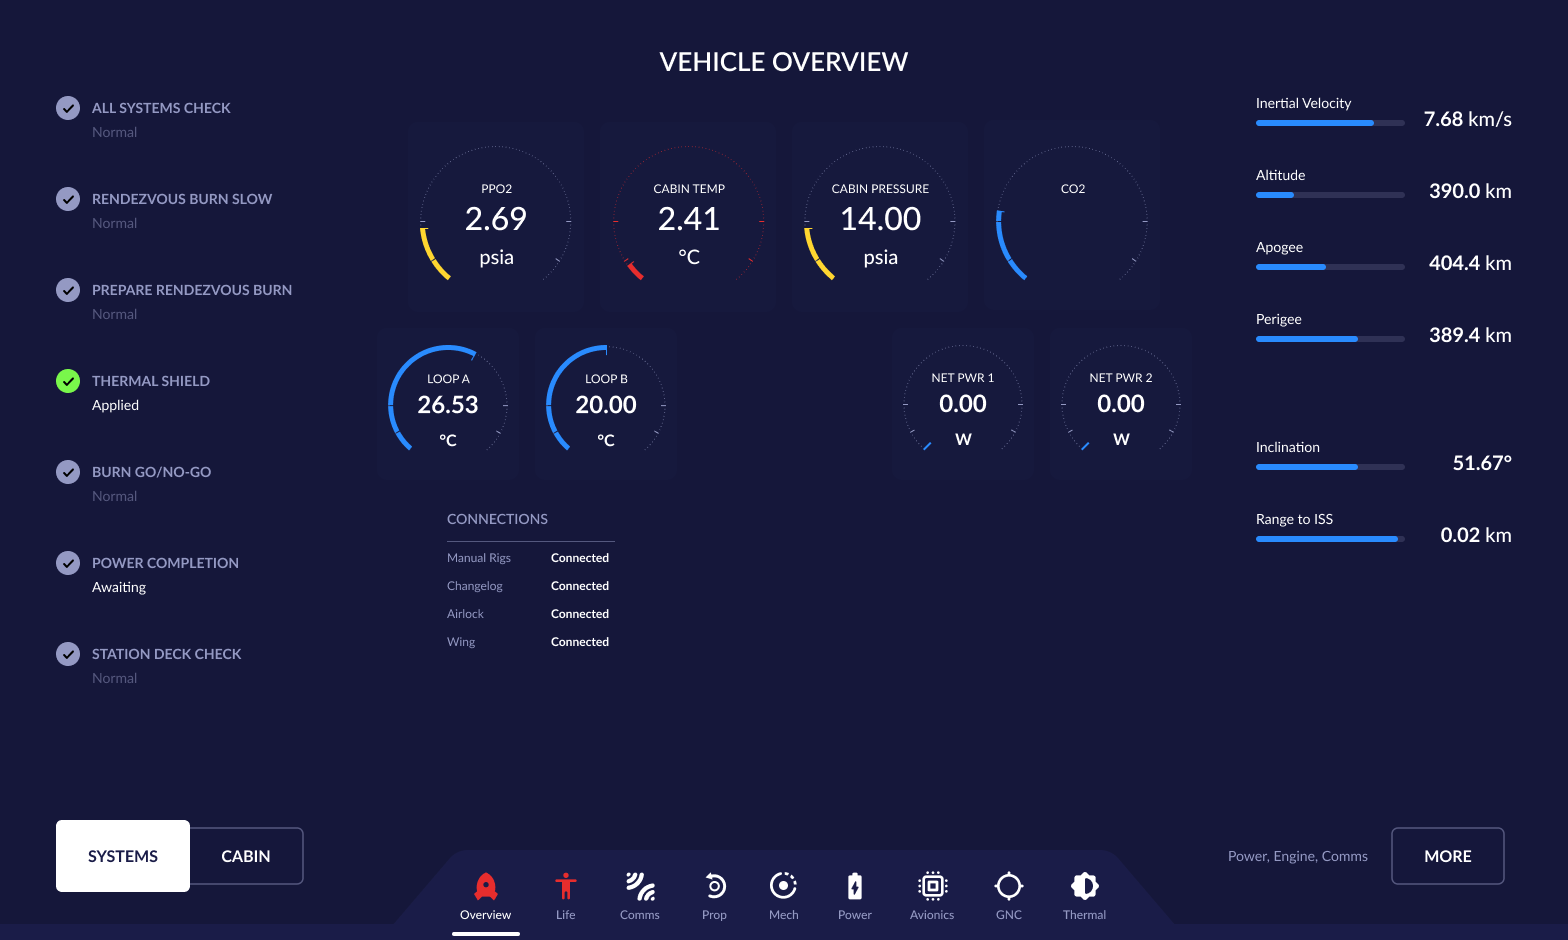 VEHICLE OVERVIEW
ALL SYSTEMS CHECK
Normal
RENDEZVOUS BURN SLOW
Normal
PREPARE RENDEZVOUS BURN
Normal
THERMAL SHIELD
Applied
BURN GO/NO-GO
Normal
POWER COMPLETION
Awaiting
STATION DECK CHECK
Normal
PPO2
2.69
psia
CABIN TEMP
2.41
°C
CABIN PRESSURE
14.00
psia
CO2
LOOP A
26.53
°C
LOOP B
20.00
°C
NET PWR 1
0.00
W
NET PWR 2
0.00
W
CONNECTIONS
Manual Rigs Connected
Changelog Connected
Airlock Connected
Wing Connected
Inertial Velocity
7.68 km/s
Altitude
390.0 km
Apogee
404.4 km
Perigee
389.4 km
Inclination
51.67°
Range to ISS
0.02 km
SYSTEMS
CABIN
Overview
Life
Comms
Prop
Mech
Power
Avionics
GNC
Thermal
Power, Engine, Comms
MORE